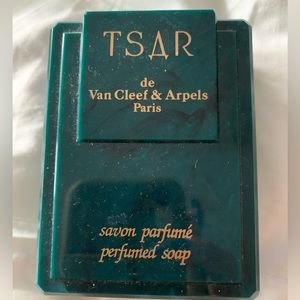 TSAR
de
Van Cleef & Arpels
Paris
savon parfumé
perfumed soap